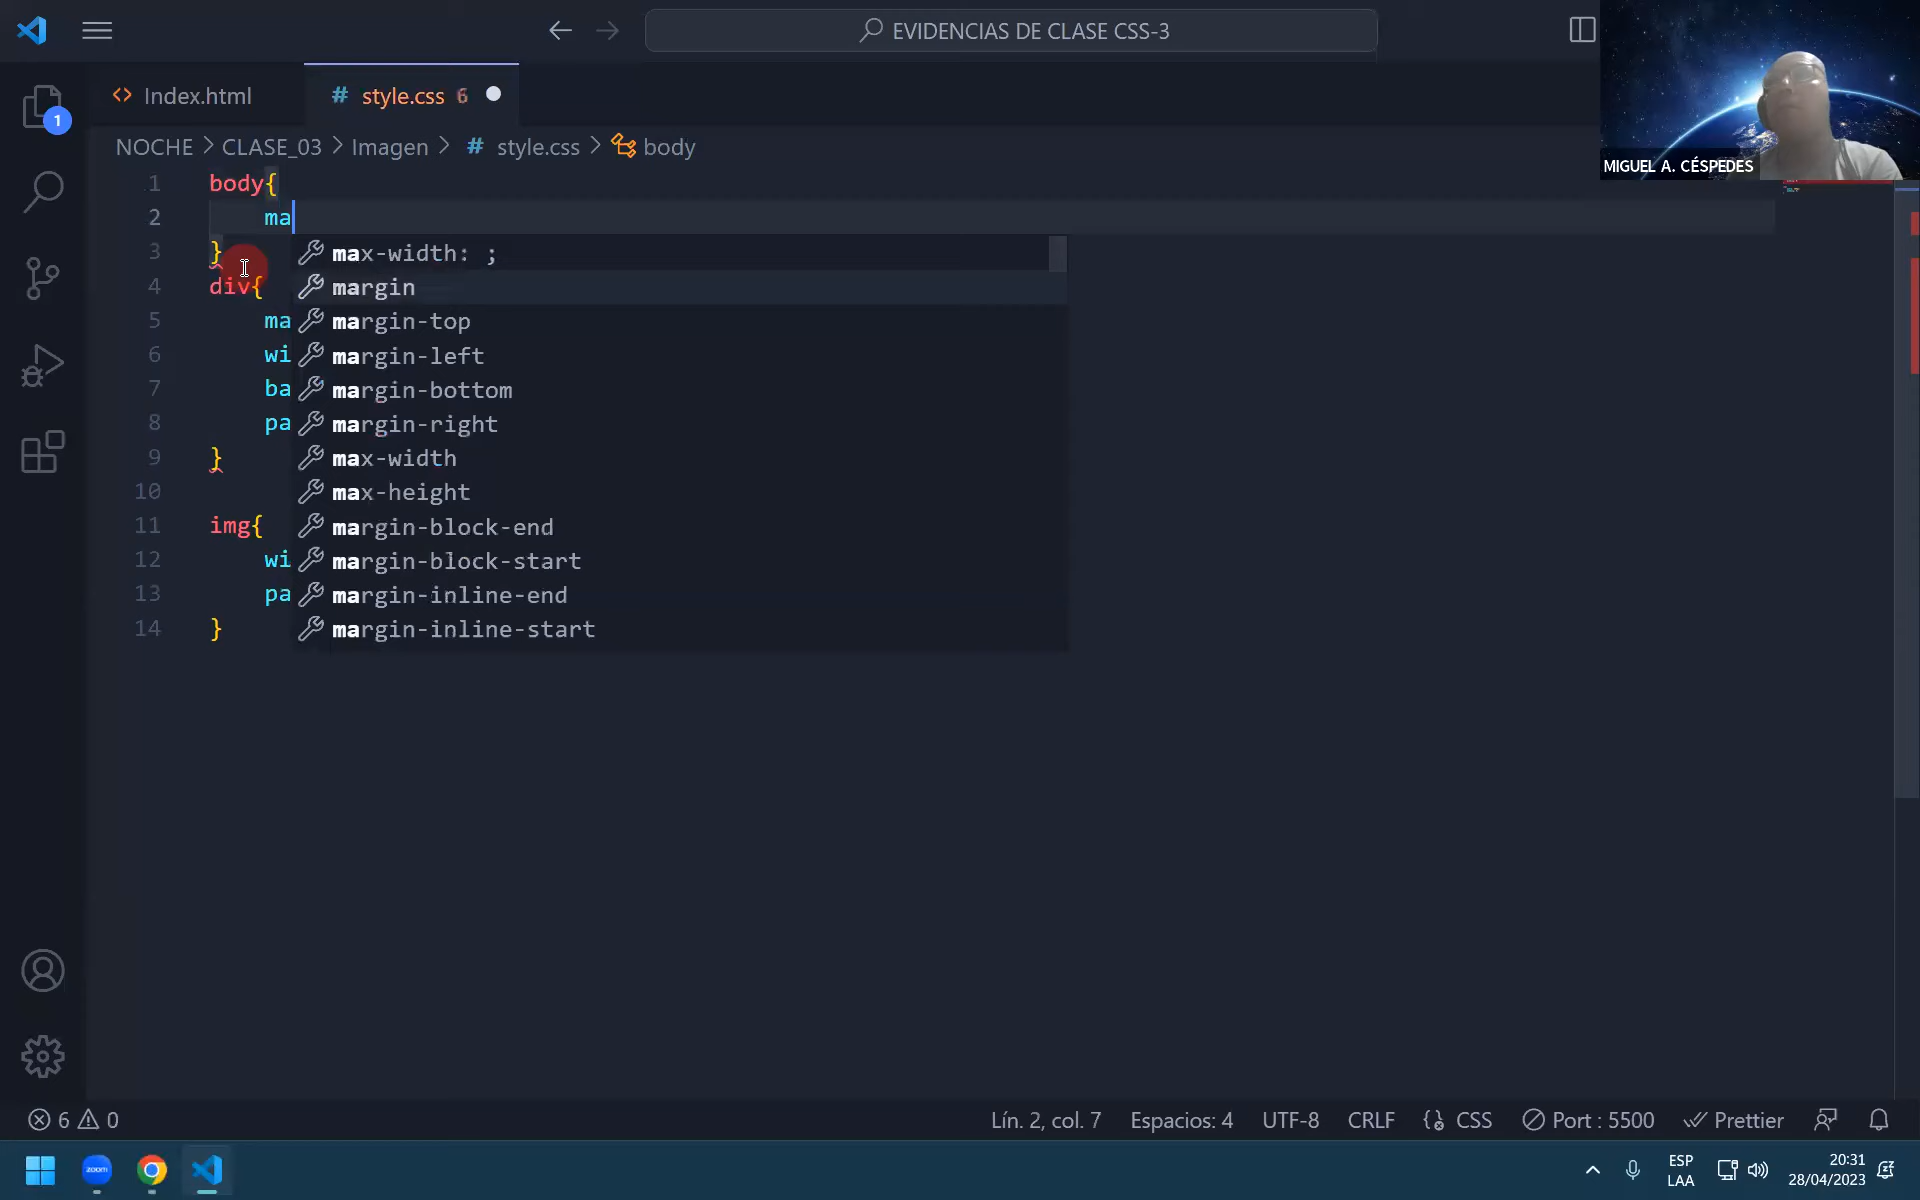 EVIDENCIAS DE CLASE CSS-3
<> Index.html
# style.css 6
1
NOCHE > CLASE_03 > Imagen > # style.css > body
MIGUEL A. CÉSPEDES
1 body{
2 ma
3 }
4 div{
5 ma
6 wi
7 ba
8 pa
9 }
10
11 img{
12 wi
13 pa
14 }
max-width: ;
margin
margin-top
margin-left
margin-bottom
margin-right
max-width
max-height
margin-block-end
margin-block-start
margin-inline-end
margin-inline-start
6 0 Lín. 2, col. 7 Espacios: 4 UTF-8 CRLF {} CSS Port : 5500 Prettier
zoom
ESP
LAA
20:31
28/04/2023